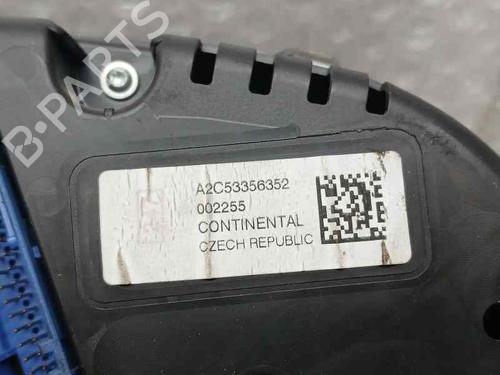 B-PARTS
A2C53356352
002255
CONTINENTAL
CZECH REPUBLIC